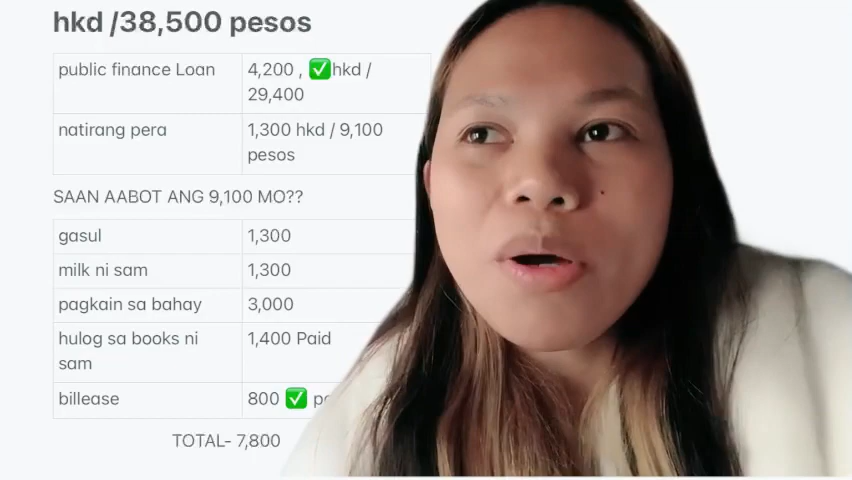 hkd /38,500 pesos
public finance Loan
4,200 , ✅hkd /
29,400
natirang pera
1,300 hkd / 9,100
pesos
SAAN AABOT ANG 9,100 MO??
gasul
1,300
milk ni sam
1,300
pagkain sa bahay
3,000
hulog sa books ni
sam
1,400 Paid
billease
800 ✅
TOTAL- 7,800